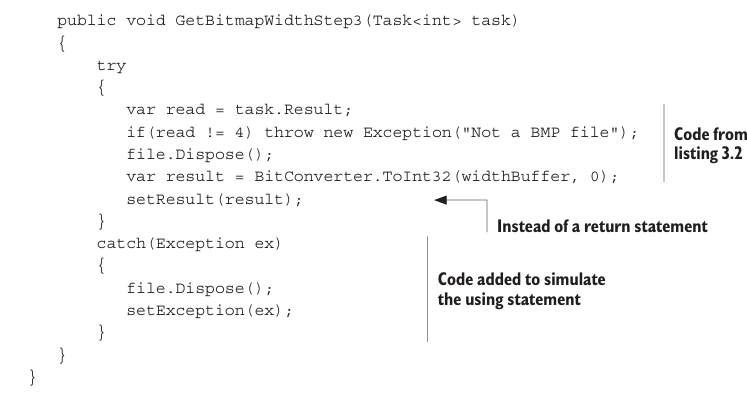 public void GetBitmapWidthStep3(Task<int> task)
{
try
{
var read = task.Result;
if(read != 4) throw new Exception("Not a BMP file");
file.Dispose();
var result = BitConverter.ToInt32(widthBuffer, 0);
setResult(result);
}
catch(Exception ex)
{
file.Dispose();
setException(ex);
}
}
}
Code from
listing 3.2
Instead of a return statement
Code added to simulate
the using statement